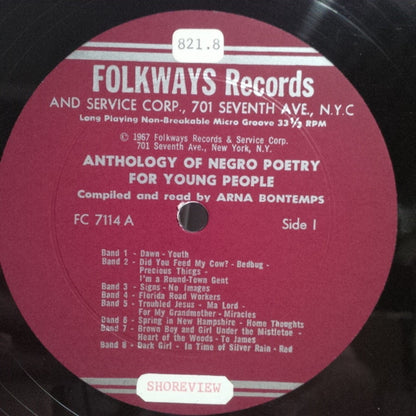 821.8
FOLKWAYS Records
AND SERVICE CORP., 701 SEVENTH AVE., N.Y.C
Long Playing Non-Breakable Micro Groove 33⅓ RPM
© 1967 Folkways Records & Service Corp.
701 Seventh Ave., New York, N.Y.
ANTHOLOGY OF NEGRO POETRY
FOR YOUNG PEOPLE
Compiled and read by ARNA BONTEMPS
FC 7114 A Side I
Band 1 - Dawn - Youth
Band 2 - Did You Feed My Cow? - Bedbug -
Precious Things -
I'm a Round-Town Gent
Band 3 - Signs - No Images
Band 4 - Florida Road Workers
Band 5 - Troubled Jesus - Ma Lord -
For My Grandmother - Miracles
Band 6 - Spring in New Hampshire - Home Thoughts
Band 7 - Brown Boy and Girl Under the Mistletoe -
Heart of the Woods - To James
Band 8 - Dark Girl - In Time of Silver Rain - Red
SHOREVIEW